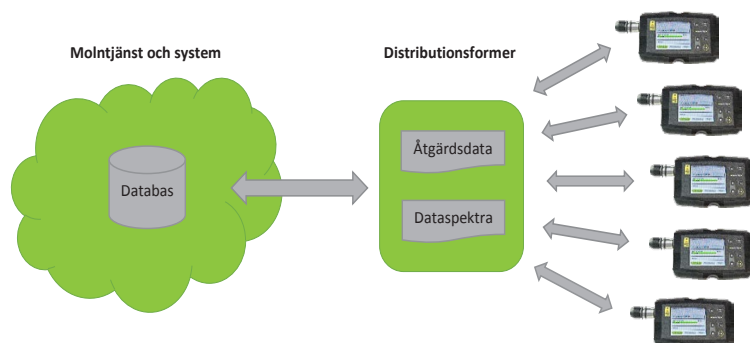 Molntjänst och system
Distributionsformer
Databas
Åtgärdsdata
Dataspektra